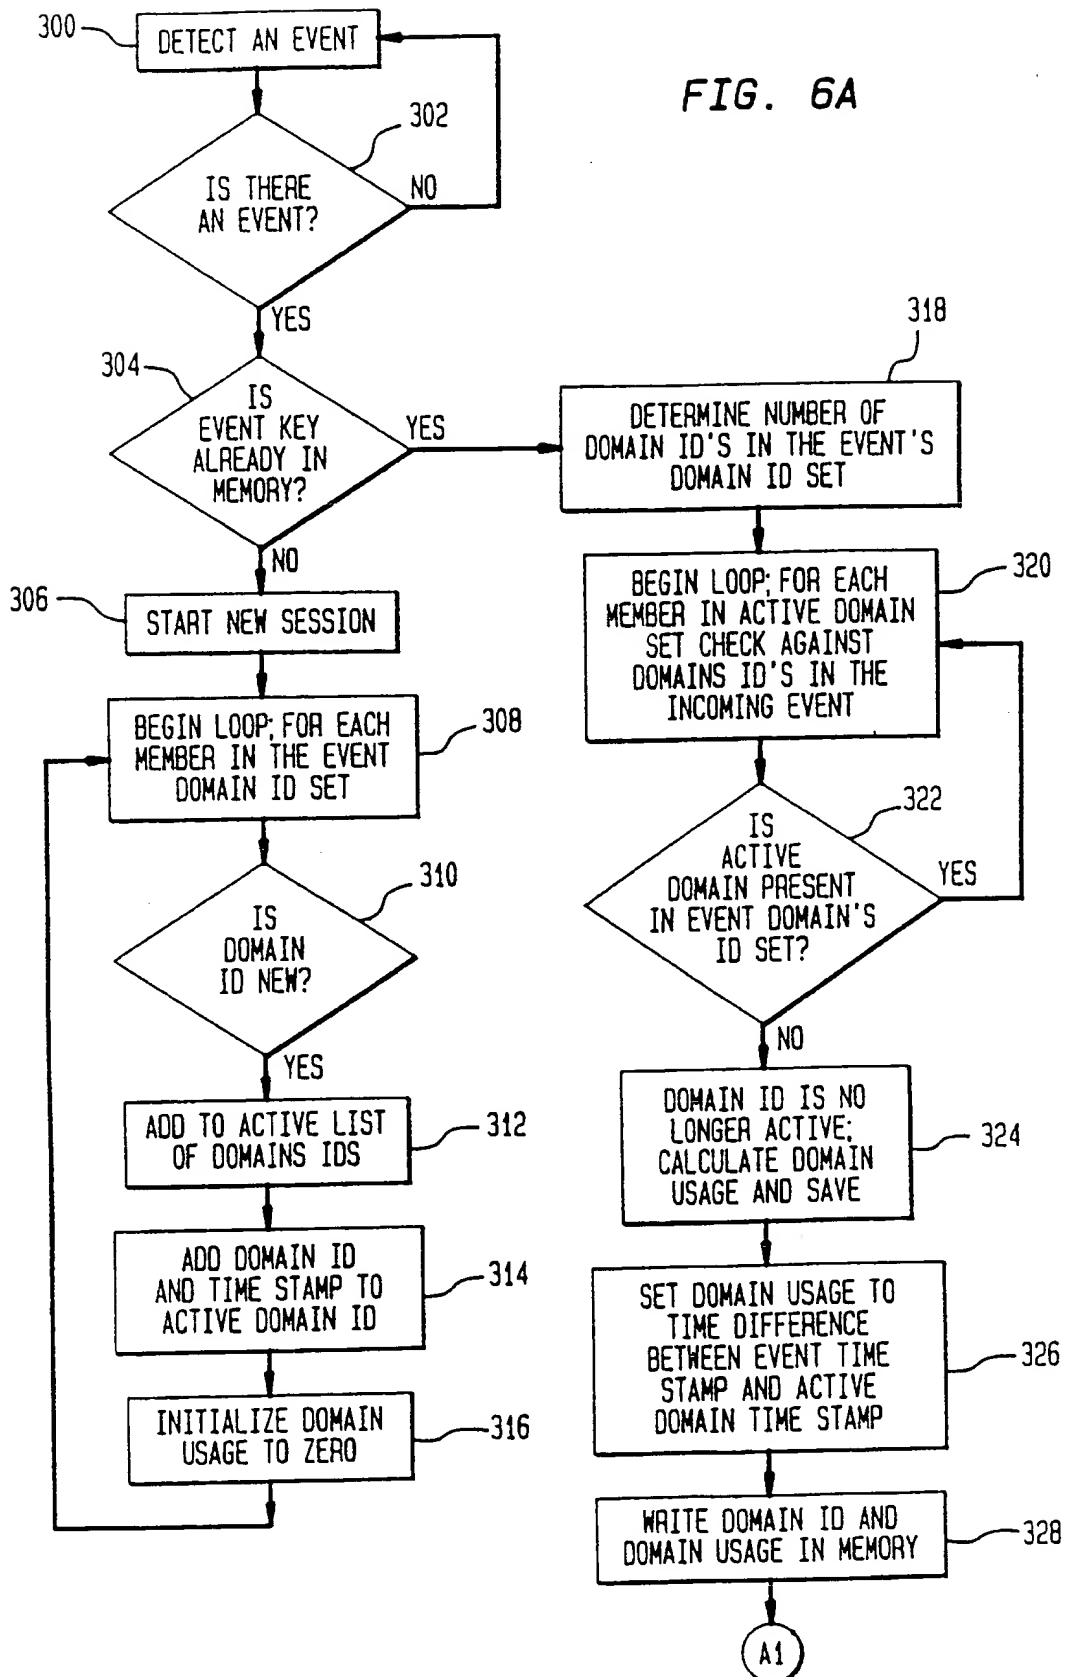 FIG. 6A
300
DETECT AN EVENT
302
IS THERE
AN EVENT?
NO
YES
304
IS
EVENT KEY
ALREADY IN
MEMORY?
YES
NO
306
START NEW SESSION
308
BEGIN LOOP; FOR EACH
MEMBER IN THE EVENT
DOMAIN ID SET
310
IS
DOMAIN
ID NEW?
YES
312
ADD TO ACTIVE LIST
OF DOMAINS IDS
314
ADD DOMAIN ID
AND TIME STAMP TO
ACTIVE DOMAIN ID
316
INITIALIZE DOMAIN
USAGE TO ZERO
318
DETERMINE NUMBER OF
DOMAIN ID'S IN THE EVENT'S
DOMAIN ID SET
320
BEGIN LOOP; FOR EACH
MEMBER IN ACTIVE DOMAIN
SET CHECK AGAINST
DOMAINS ID'S IN THE
INCOMING EVENT
322
IS
ACTIVE
DOMAIN PRESENT
IN EVENT DOMAIN'S
ID SET?
YES
NO
324
DOMAIN ID IS NO
LONGER ACTIVE;
CALCULATE DOMAIN
USAGE AND SAVE
326
SET DOMAIN USAGE TO
TIME DIFFERENCE
BETWEEN EVENT TIME
STAMP AND ACTIVE
DOMAIN TIME STAMP
328
WRITE DOMAIN ID AND
DOMAIN USAGE IN MEMORY
A1